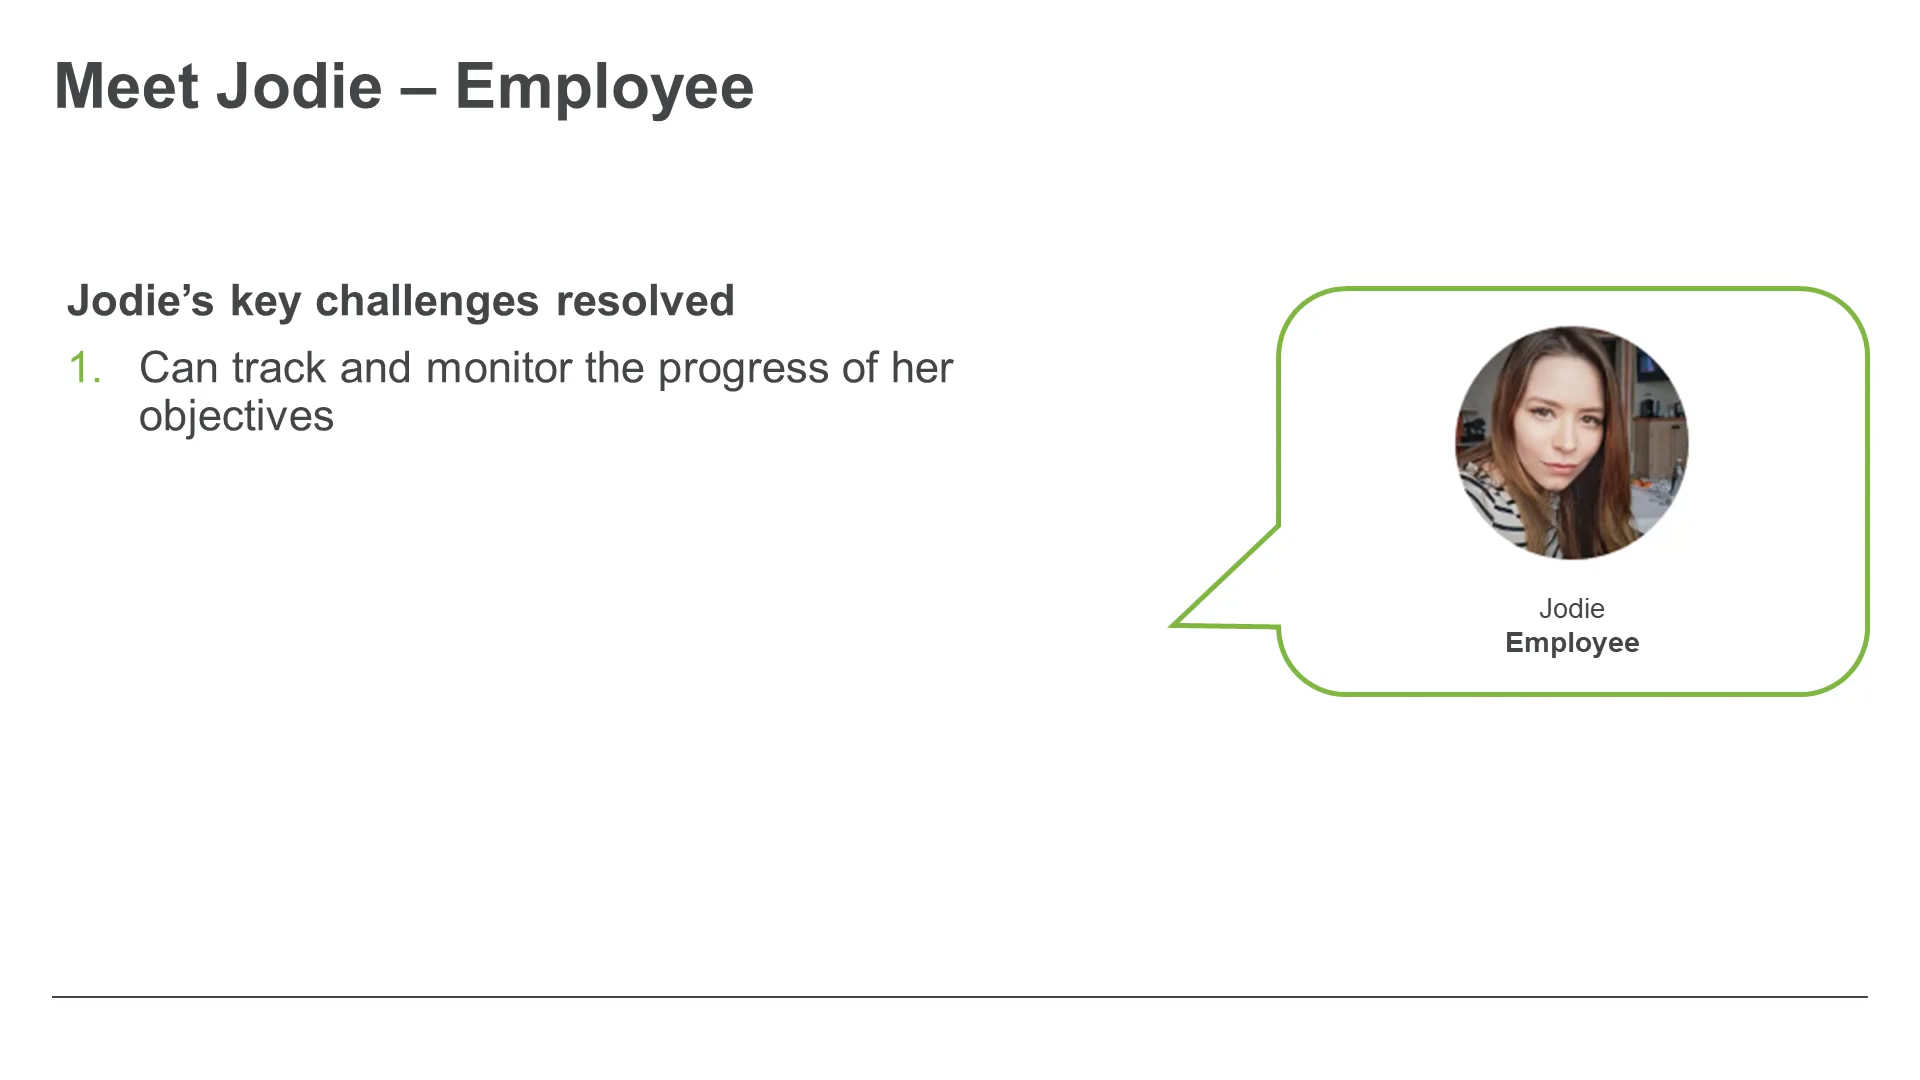 Meet Jodie – Employee
Jodie’s key challenges resolved
1. Can track and monitor the progress of her
objectives
Jodie
Employee